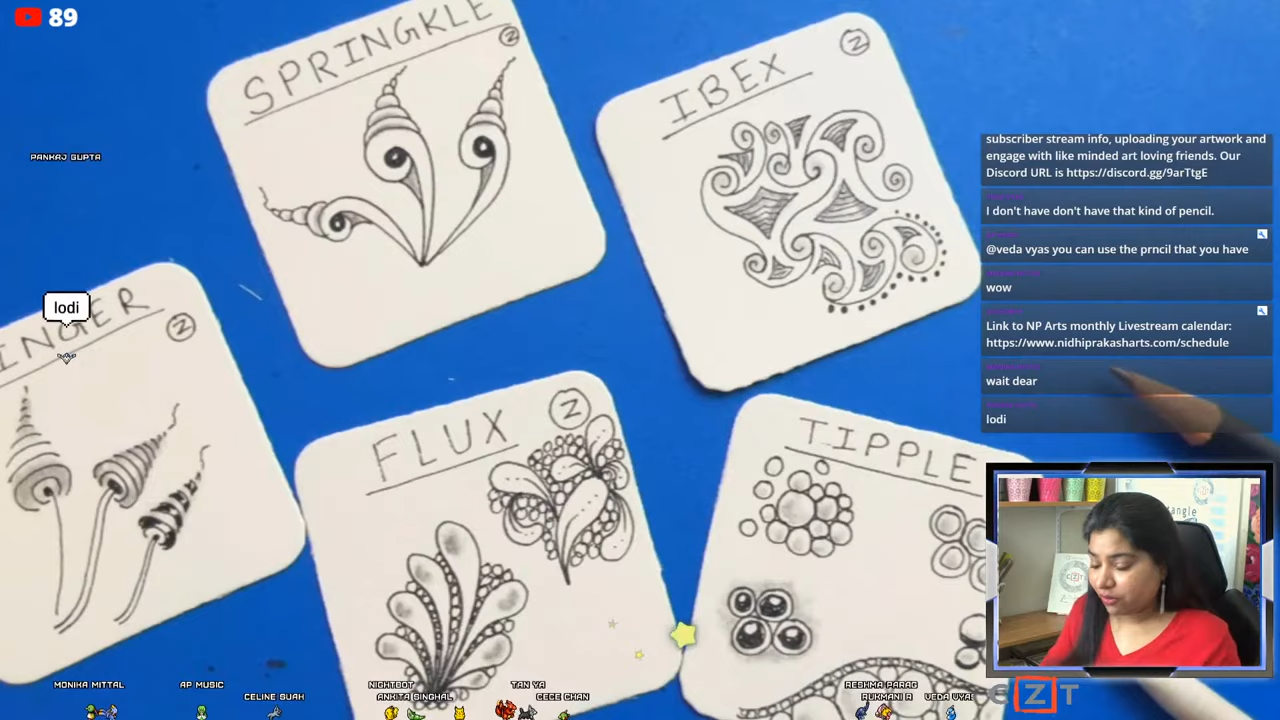 89
SPRINGKLE
Z
IBEX
Z
PANKAJ GUPTA
subscriber stream info, uploading your artwork and
engage with like minded art loving friends. Our
Discord URL is https://discord.gg/9arTtgE
I don't have don't have that kind of pencil.
@veda vyas you can use the prncil that you have
wow
Link to NP Arts monthly Livestream calendar:
https://www.nidhiprakasharts.com/schedule
wait dear
lodi
lodi
INGER
Z
FLUX
Z
TIPPLE
MONIKA MITTAL
AP MUSIC
CELINE SUAH
NIGHTBOT
ANKITA SINGHAL
TAN YA
CECE CHAN
RESHMA PARAG
RUKMANI R
VEDA VYA
CZT